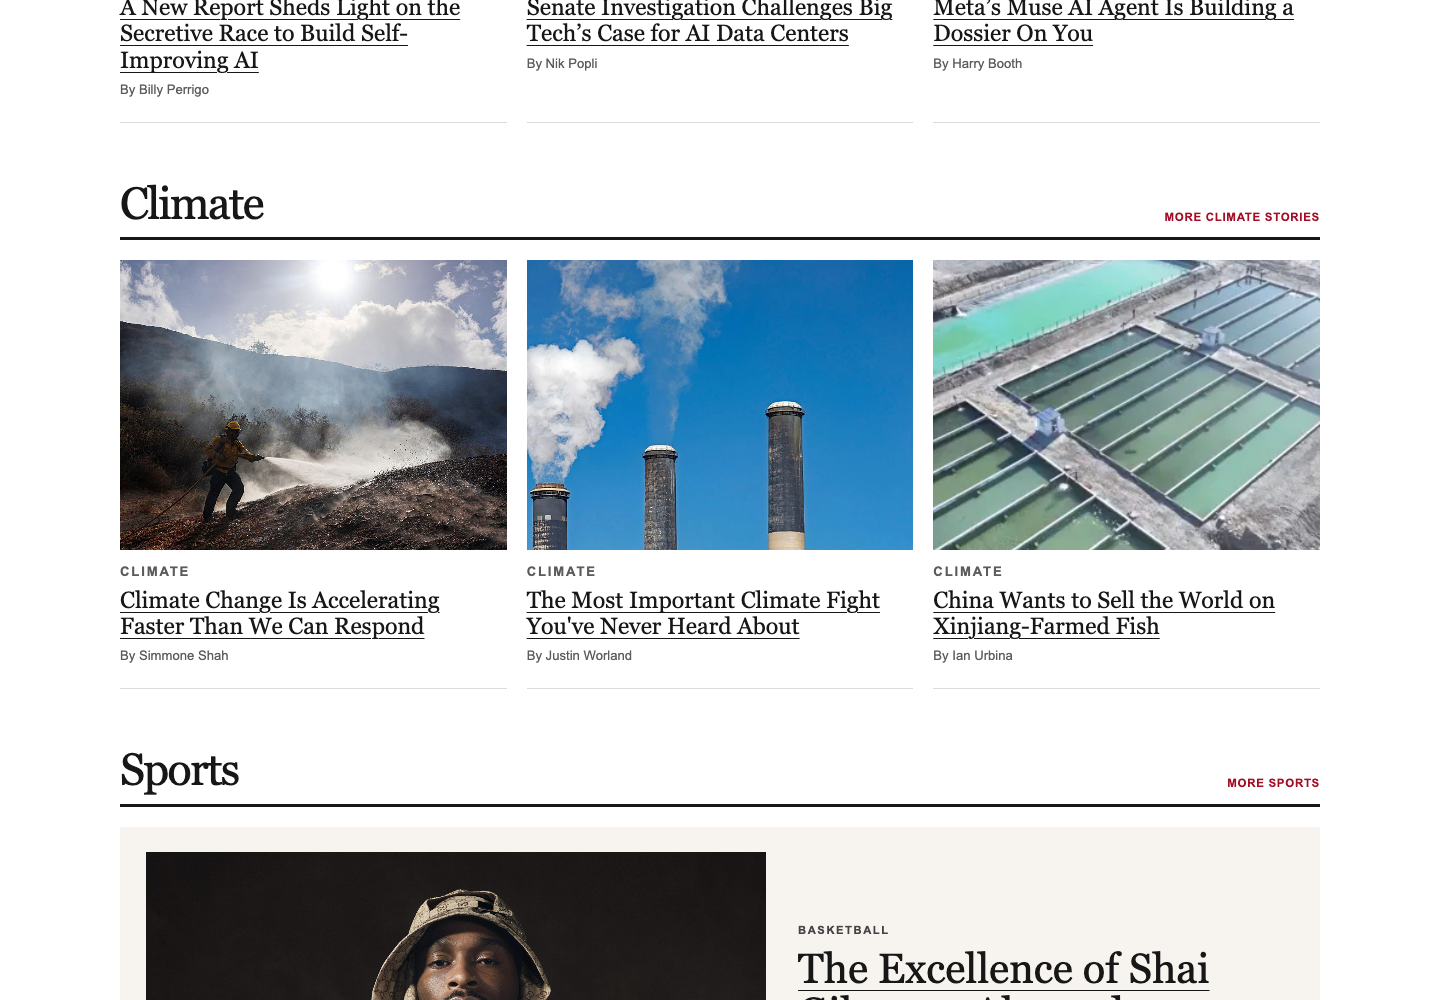 A New Report Sheds Light on the
Secretive Race to Build Self-
Improving AI
By Billy Perrigo
Senate Investigation Challenges Big
Tech’s Case for AI Data Centers
By Nik Popli
Meta’s Muse AI Agent Is Building a
Dossier On You
By Harry Booth
Climate
MORE CLIMATE STORIES
CLIMATE
Climate Change Is Accelerating
Faster Than We Can Respond
By Simmone Shah
CLIMATE
The Most Important Climate Fight
You've Never Heard About
By Justin Worland
CLIMATE
China Wants to Sell the World on
Xinjiang-Farmed Fish
By Ian Urbina
Sports
MORE SPORTS
BASKETBALL
The Excellence of Shai